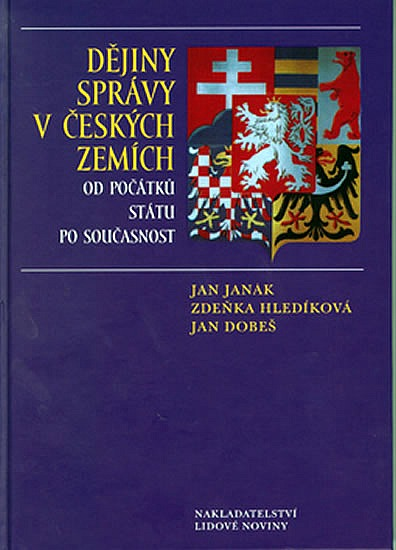 DĚJINY
SPRÁVY
V ČESKÝCH
ZEMÍCH
OD POČÁTKŮ
STÁTU
PO SOUČASNOST
JAN JANÁK
ZDEŇKA HLEDÍKOVÁ
JAN DOBEŠ
NAKLADATELSTVÍ
LIDOVÉ NOVINY